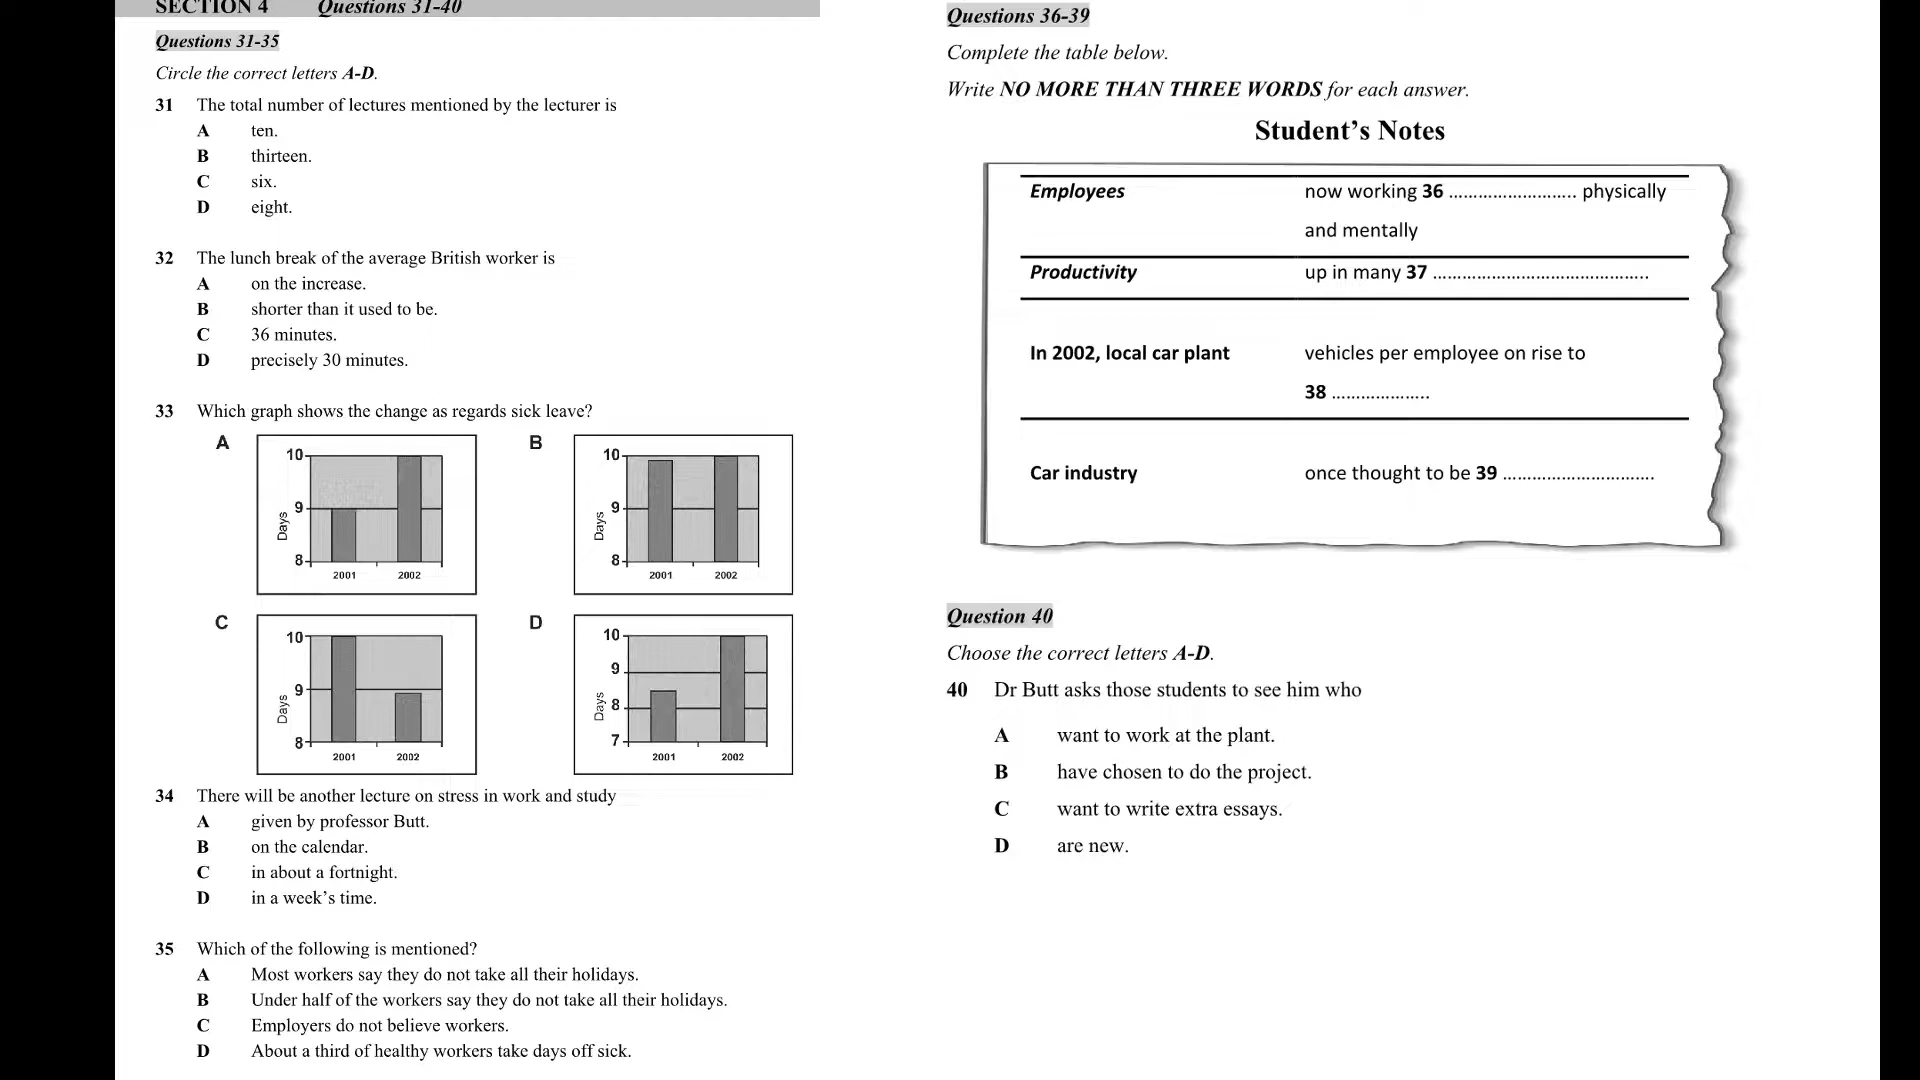 SECTION 4 Questions 31-40
Questions 31-35
Circle the correct letters A-D.
31 The total number of lectures mentioned by the lecturer is
A ten.
B thirteen.
C six.
D eight.
32 The lunch break of the average British worker is
A on the increase.
B shorter than it used to be.
C 36 minutes.
D precisely 30 minutes.
33 Which graph shows the change as regards sick leave?
A
10
9
8
Days
2001 2002
B
10
9
8
Days
2001 2002
C
10
9
8
Days
2001 2002
D
10
9
8
7
Days
2001 2002
34 There will be another lecture on stress in work and study
A given by professor Butt.
B on the calendar.
C in about a fortnight.
D in a week's time.
35 Which of the following is mentioned?
A Most workers say they do not take all their holidays.
B Under half of the workers say they do not take all their holidays.
C Employers do not believe workers.
D About a third of healthy workers take days off sick.
Questions 36-39
Complete the table below.
Write NO MORE THAN THREE WORDS for each answer.
Student's Notes
Employees now working 36 …………………….. physically
and mentally
Productivity up in many 37 ……………………………………..
In 2002, local car plant vehicles per employee on rise to
38 ………………..
Car industry once thought to be 39 ………………………….
Question 40
Choose the correct letters A-D.
40 Dr Butt asks those students to see him who
A want to work at the plant.
B have chosen to do the project.
C want to write extra essays.
D are new.